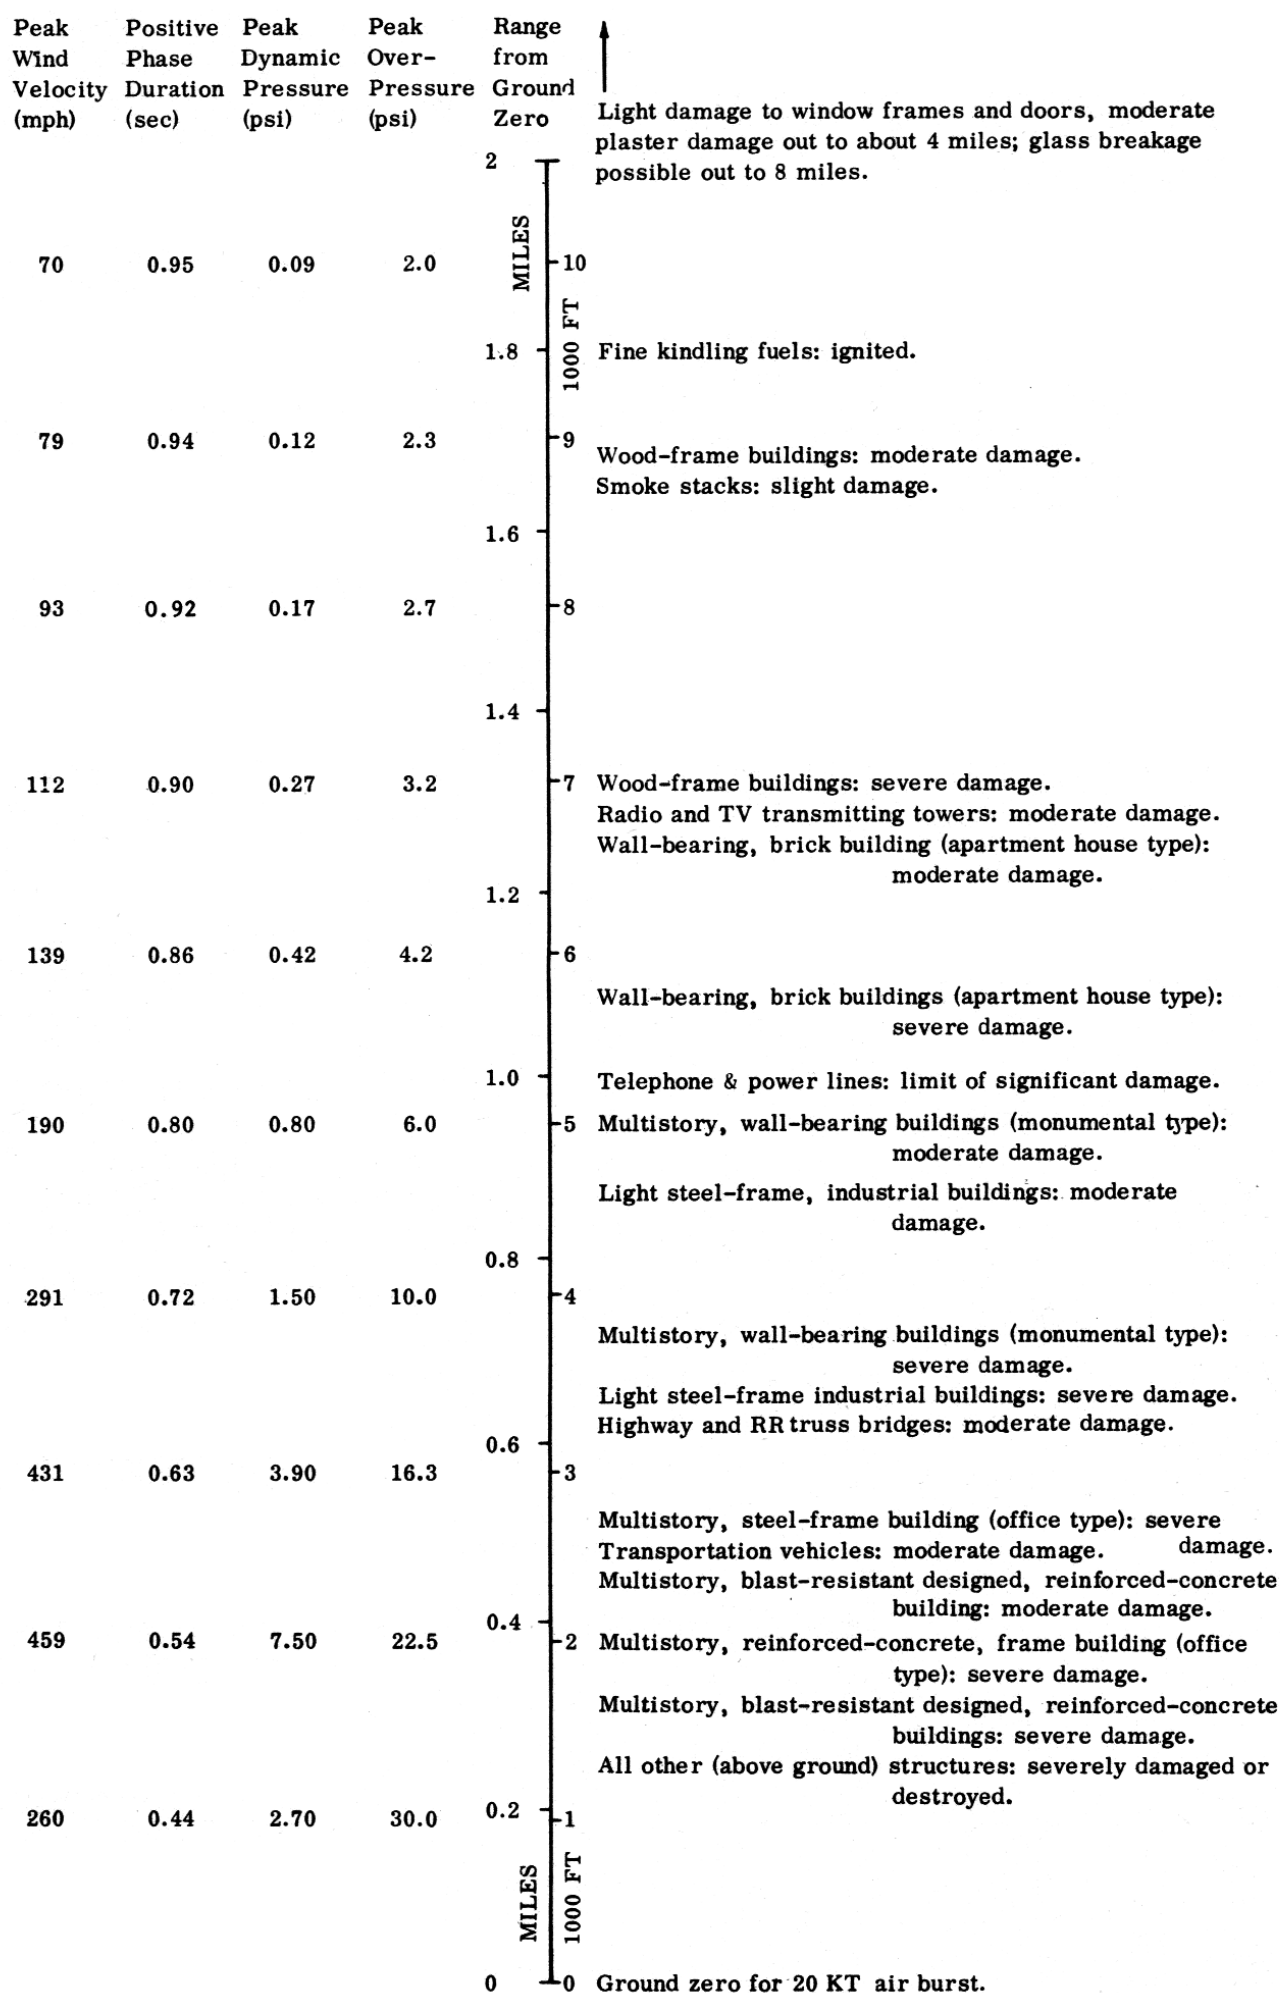 Peak Positive Peak Peak Range
Wind Phase Dynamic Over- from
Velocity Duration Pressure Pressure Ground
(mph) (sec) (psi) (psi) Zero
Light damage to window frames and doors, moderate
plaster damage out to about 4 miles; glass breakage
possible out to 8 miles.
2
MILES
70 0.95 0.09 2.0 10
1000 FT
1.8 Fine kindling fuels: ignited.
79 0.94 0.12 2.3 9
Wood-frame buildings: moderate damage.
Smoke stacks: slight damage.
1.6
93 0.92 0.17 2.7 8
1.4
112 0.90 0.27 3.2 7 Wood-frame buildings: severe damage.
Radio and TV transmitting towers: moderate damage.
Wall-bearing, brick building (apartment house type):
moderate damage.
1.2
139 0.86 0.42 4.2 6
Wall-bearing, brick buildings (apartment house type):
severe damage.
1.0 Telephone & power lines: limit of significant damage.
190 0.80 0.80 6.0 5 Multistory, wall-bearing buildings (monumental type):
moderate damage.
Light steel-frame, industrial buildings: moderate
damage.
0.8
291 0.72 1.50 10.0 4
Multistory, wall-bearing buildings (monumental type):
severe damage.
Light steel-frame industrial buildings: severe damage.
Highway and RR truss bridges: moderate damage.
0.6
431 0.63 3.90 16.3 3
Multistory, steel-frame building (office type): severe
damage.
Transportation vehicles: moderate damage.
Multistory, blast-resistant designed, reinforced-concrete
building: moderate damage.
0.4
459 0.54 7.50 22.5 2 Multistory, reinforced-concrete, frame building (office
type): severe damage.
Multistory, blast-resistant designed, reinforced-concrete
buildings: severe damage.
All other (above ground) structures: severely damaged or
destroyed.
0.2
260 0.44 2.70 30.0 1
MILES
1000 FT
0 0 Ground zero for 20 KT air burst.